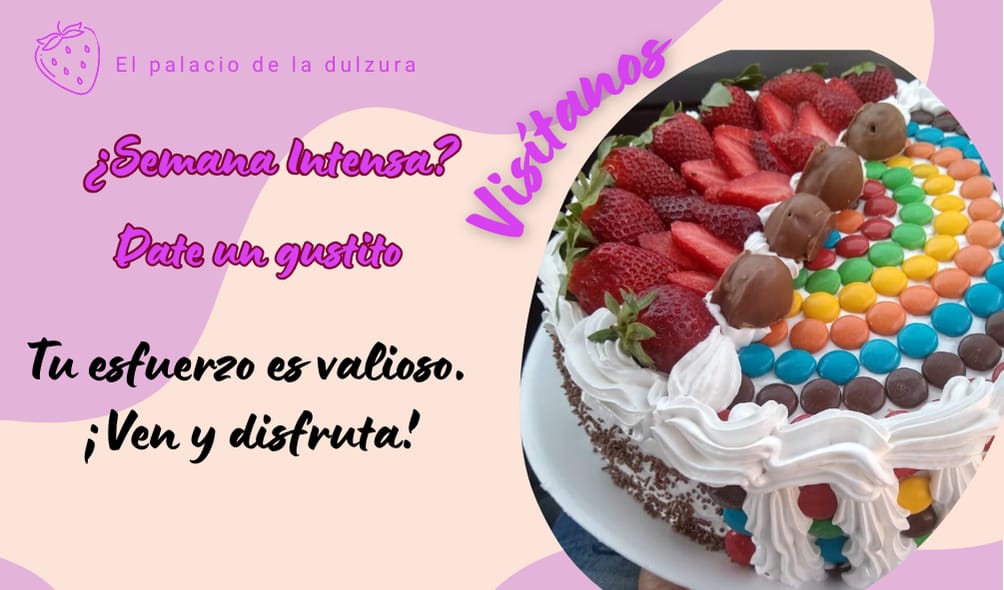 El palacio de la dulzura
Visítanos
¿Semana Intensa?
Date un gustito
Tu esfuerzo es valioso.
¡Ven y disfruta!